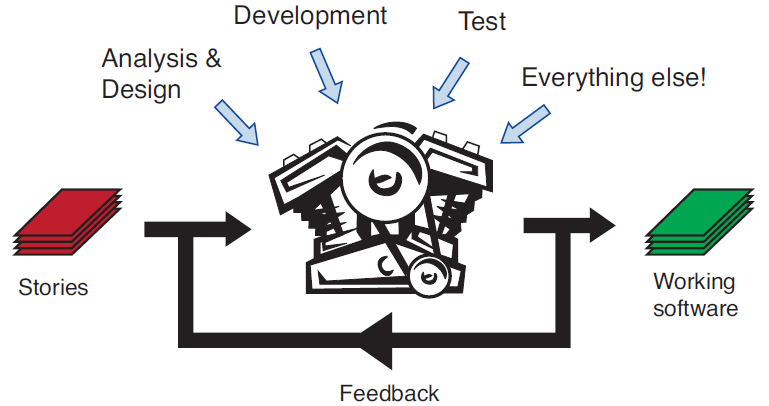 Development
Test
Analysis &
Design
Everything else!
Stories
Working
software
Feedback